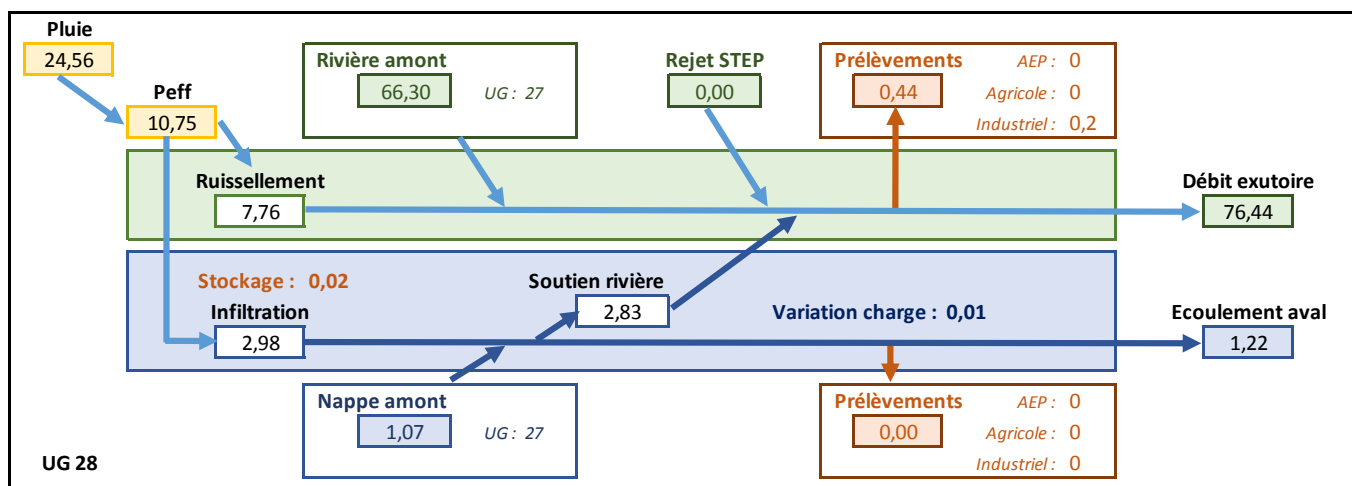 Pluie
24,56
Peff
10,75
Rivière amont
66,30 UG : 27
Rejet STEP
0,00
Prélèvements AEP : 0
0,44 Agricole : 0
Industriel : 0,2
Ruissellement
7,76
Débit exutoire
76,44
Stockage : 0,02
Infiltration
2,98
Soutien rivière
2,83
Variation charge : 0,01
Ecoulement aval
1,22
Nappe amont
1,07 UG : 27
Prélèvements AEP : 0
0,00 Agricole : 0
Industriel : 0
UG 28